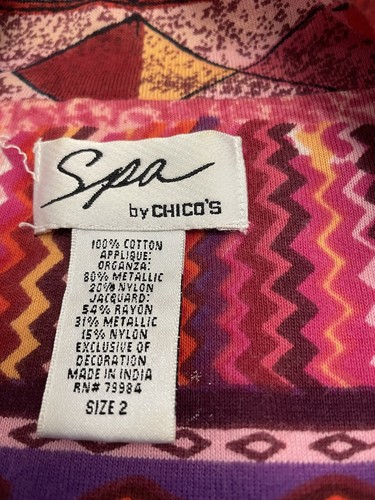 Spa
by CHICO'S
100% COTTON
APPLIQUE:
ORGANZA:
80% METALLIC
20% NYLON
JACQUARD:
54% RAYON
31% METALLIC
15% NYLON
EXCLUSIVE OF
DECORATION
MADE IN INDIA
RN# 79984
SIZE 2